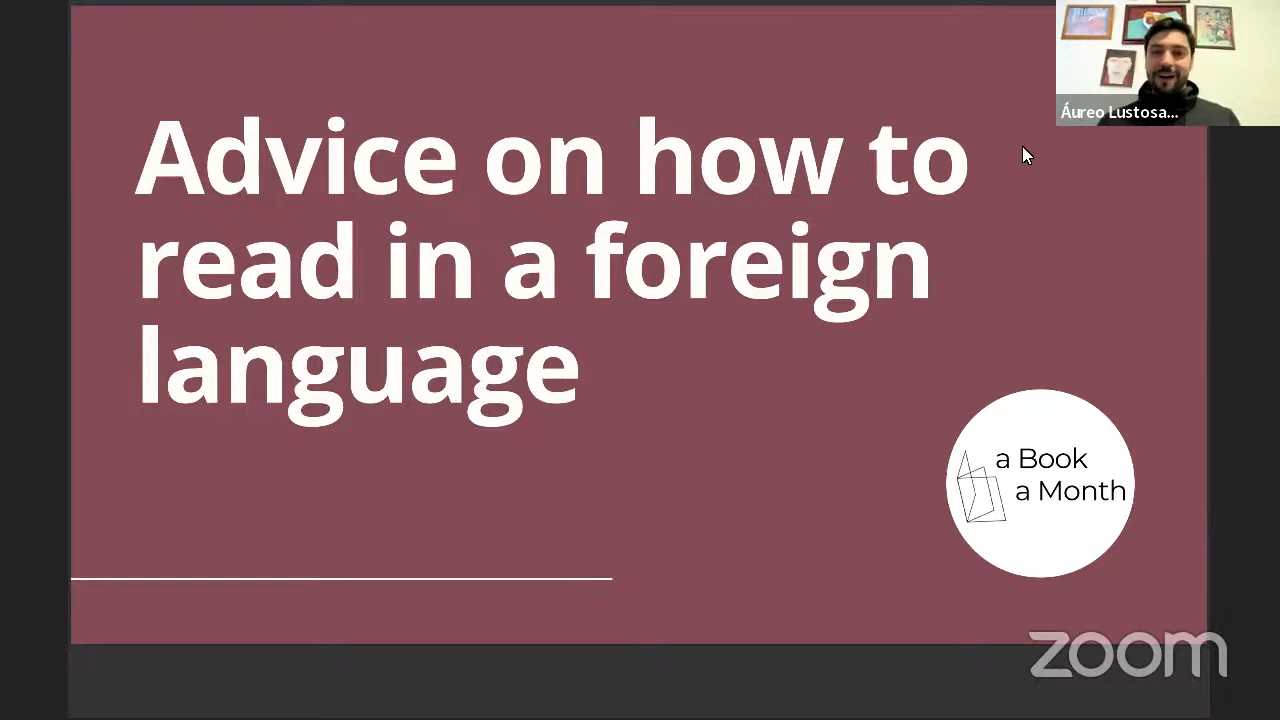 Advice on how to
read in a foreign
language
Áureo Lustosa...
a Book
a Month
zoom